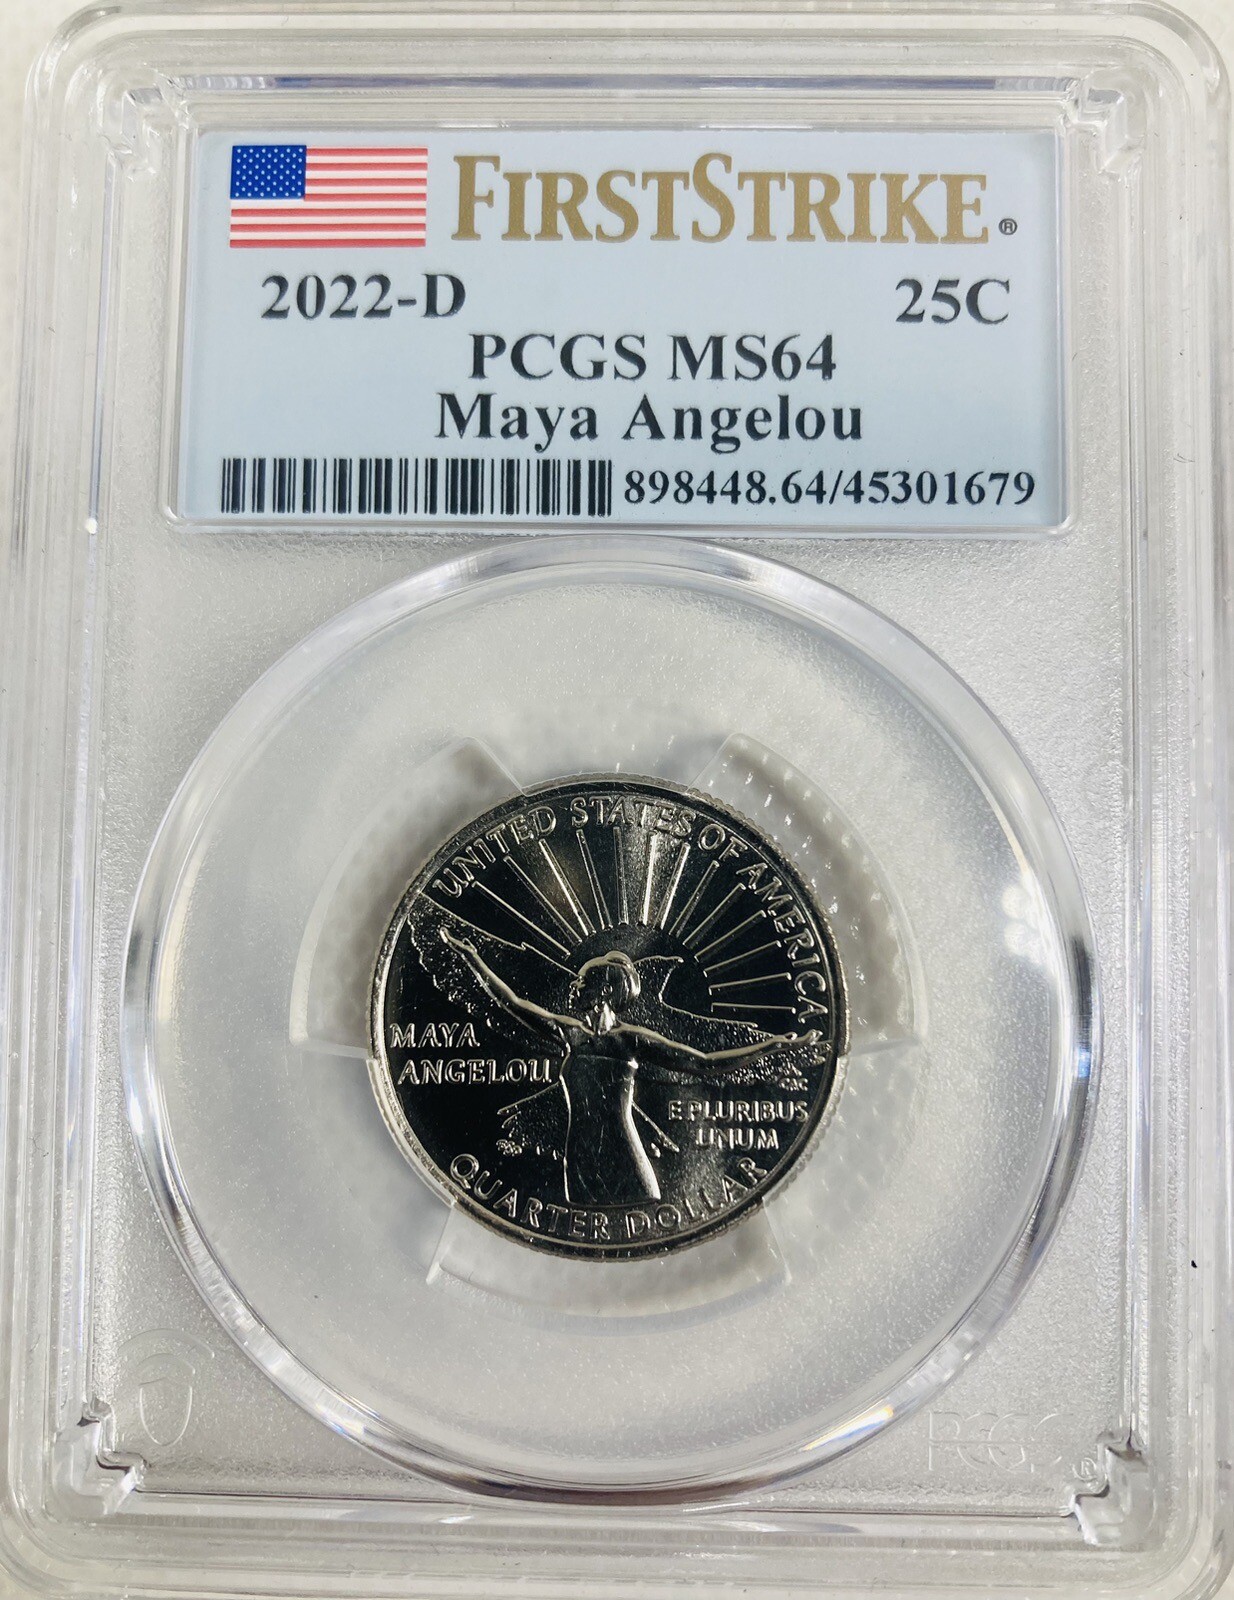 FIRSTSTRIKE®
2022-D 25C
PCGS MS64
Maya Angelou
898448.64/45301679
UNITED STATES OF AMERICA
MAYA
ANGELOU
E PLURIBUS
UNUM
QUARTER DOLLAR
PCGS®